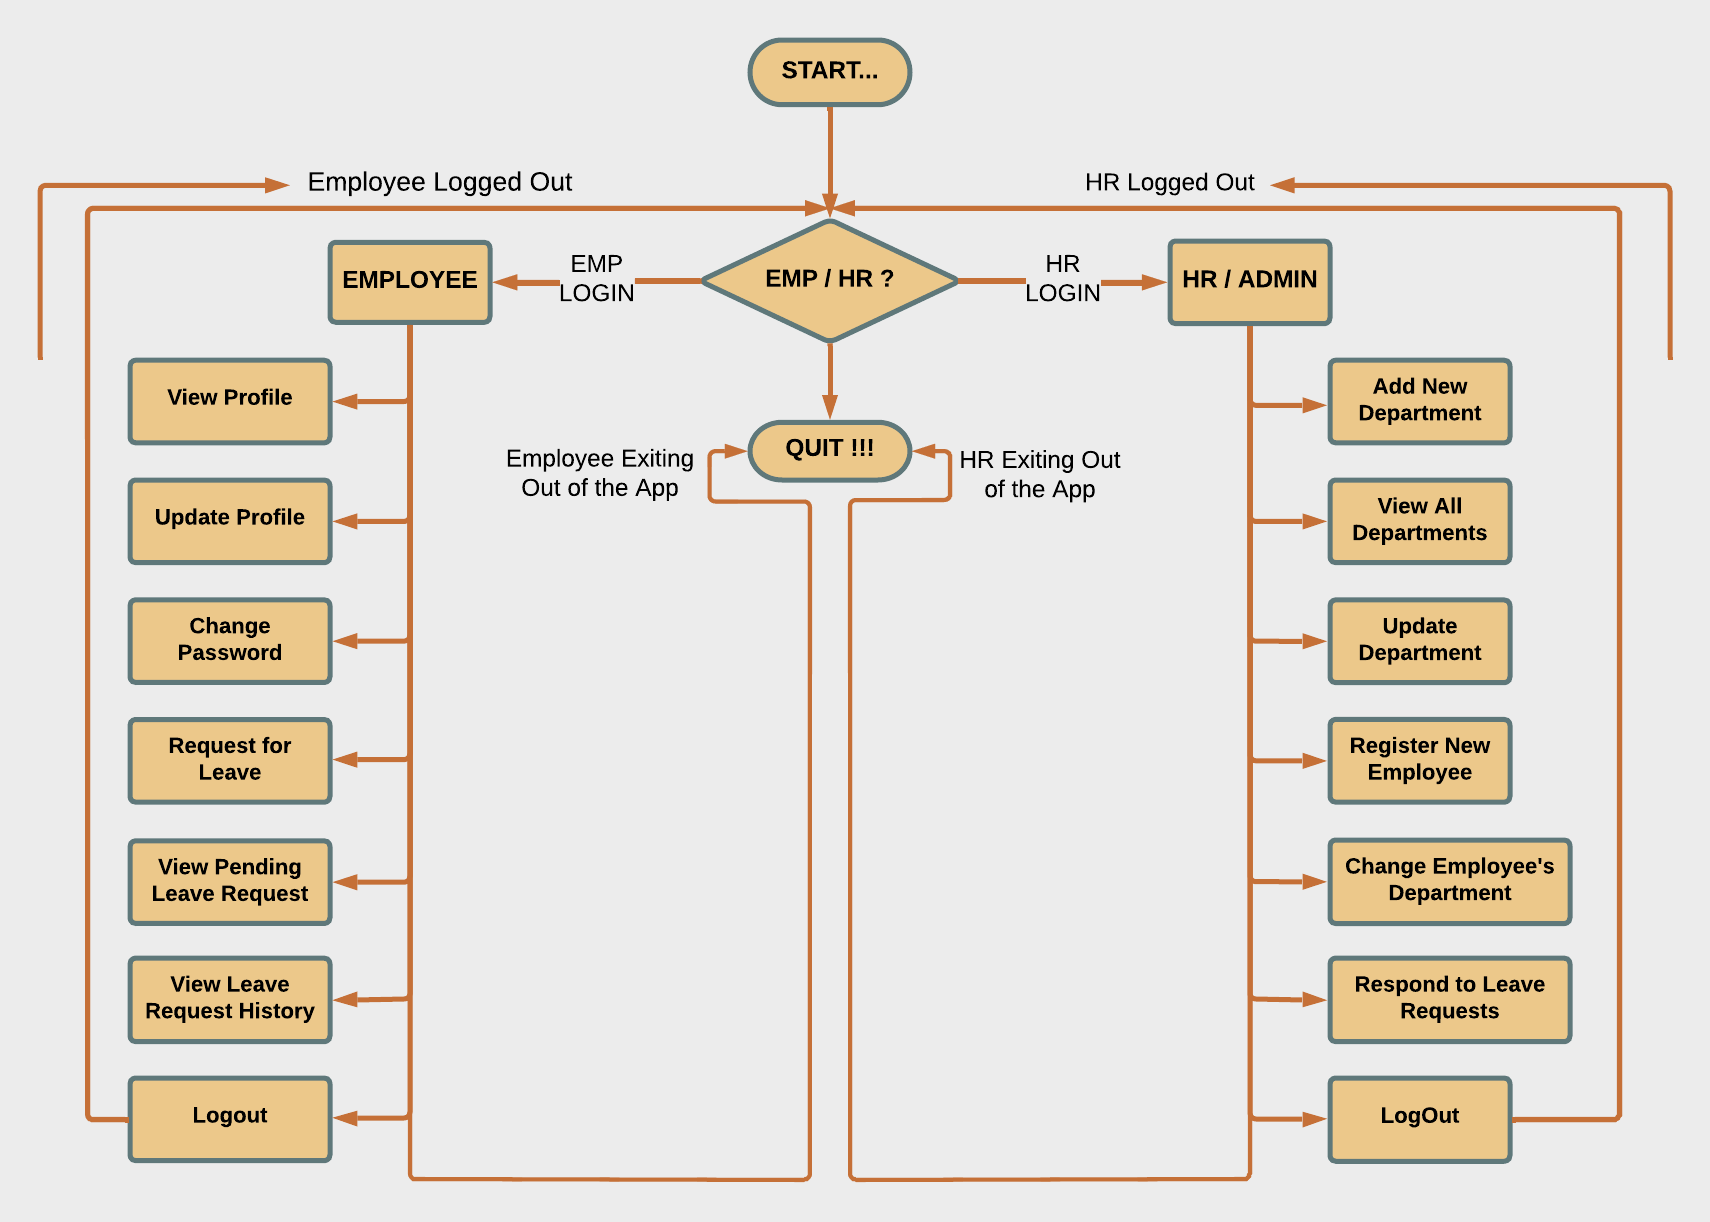 START...
Employee Logged Out
HR Logged Out
EMPLOYEE
EMP
LOGIN
EMP / HR ?
HR
LOGIN
HR / ADMIN
QUIT !!!
Employee Exiting
Out of the App
HR Exiting Out
of the App
View Profile
Update Profile
Change
Password
Request for
Leave
View Pending
Leave Request
View Leave
Request History
Logout
Add New
Department
View All
Departments
Update
Department
Register New
Employee
Change Employee's
Department
Respond to Leave
Requests
LogOut